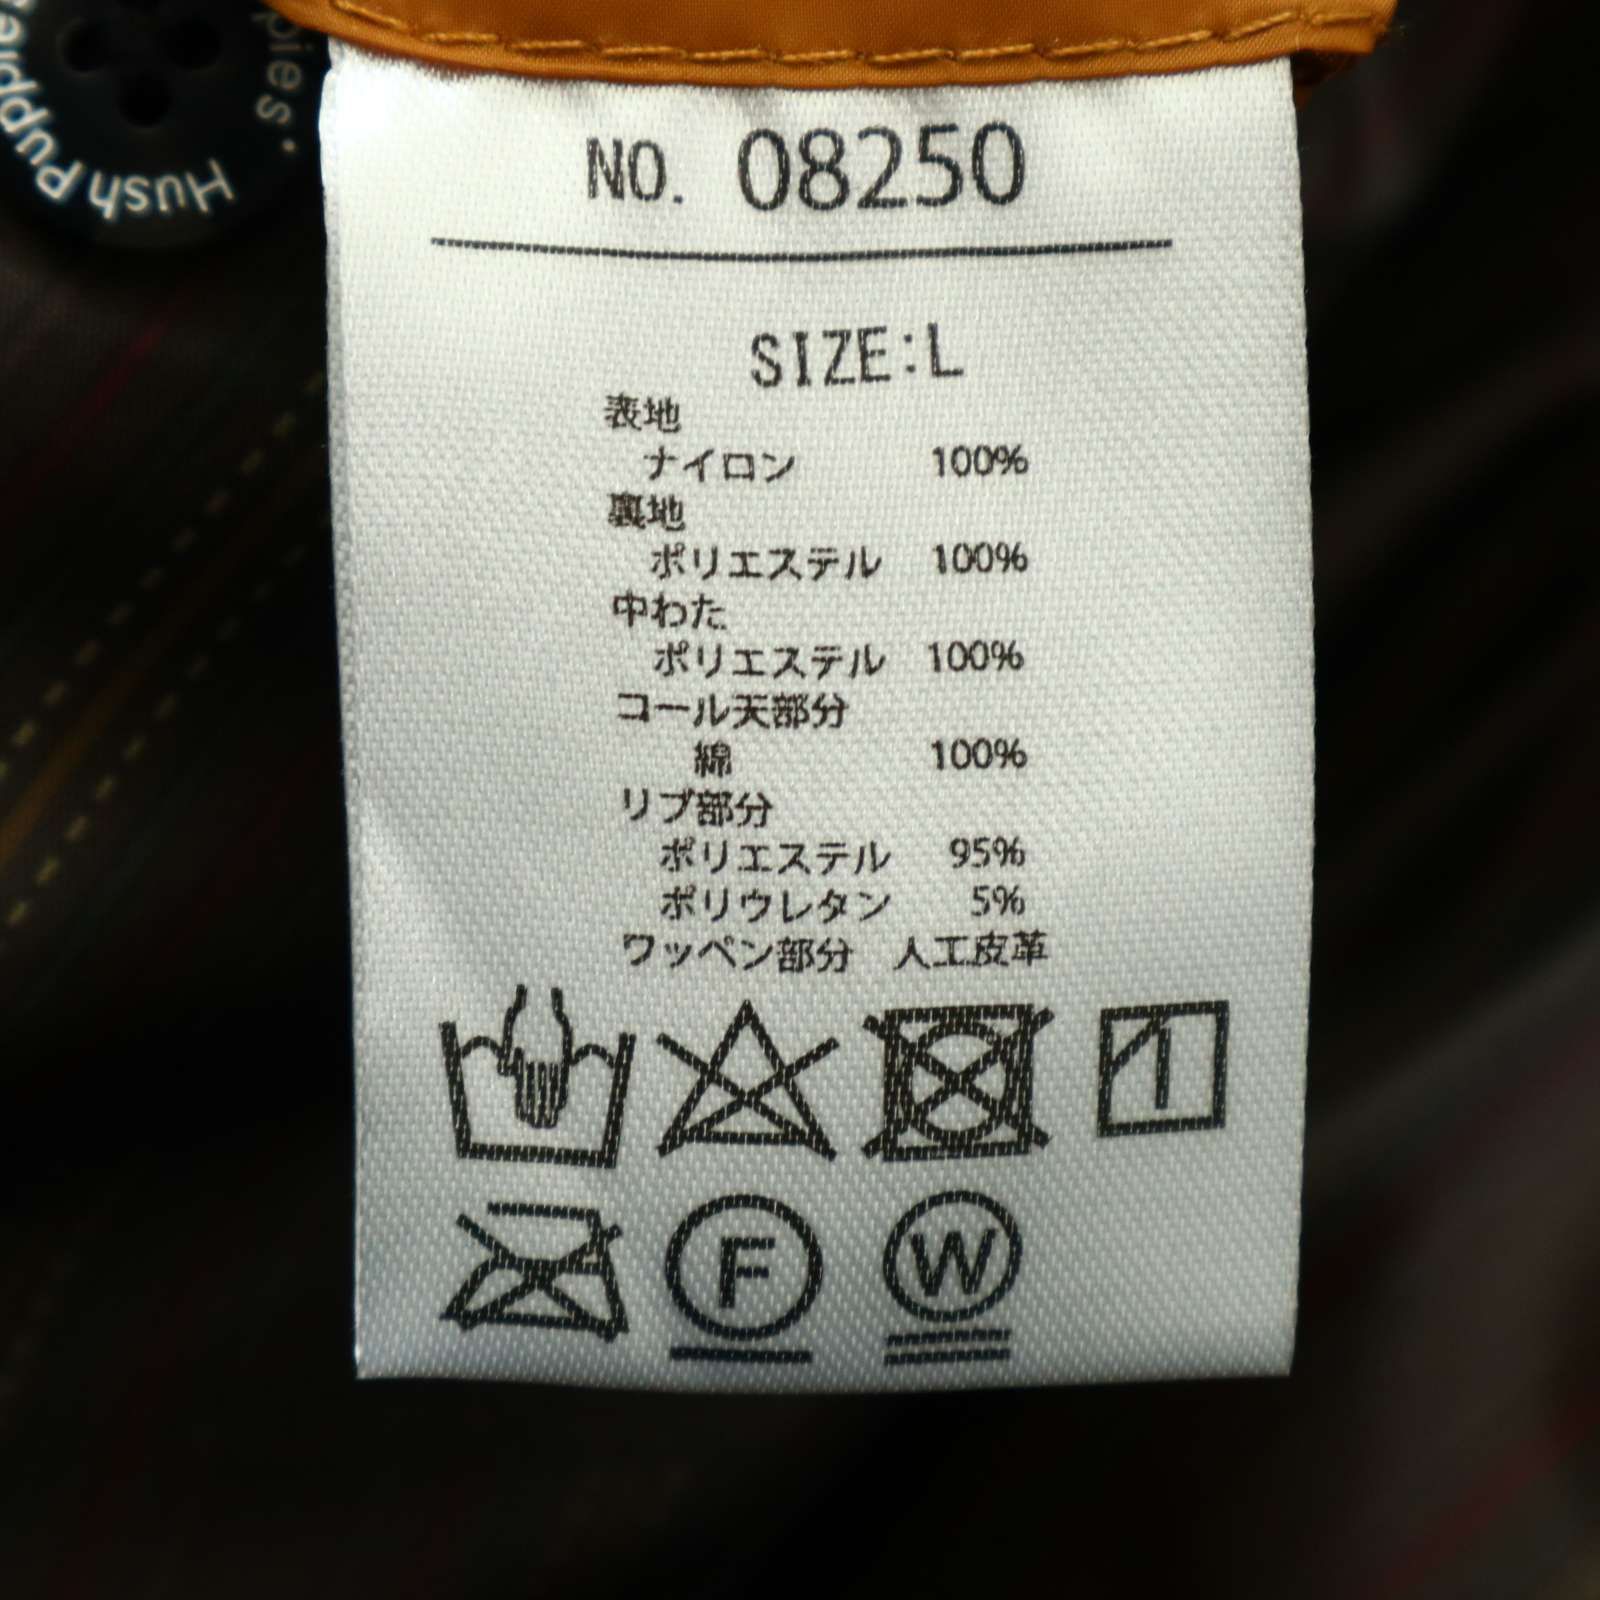 Hush Puppies
NO. 08250
SIZE:L
表地
ナイロン 100%
裏地
ポリエステル 100%
中わた
ポリエステル 100%
コール天部分
綿 100%
リブ部分
ポリエステル 95%
ポリウレタン 5%
ワッペン部分 人工皮革
F
W